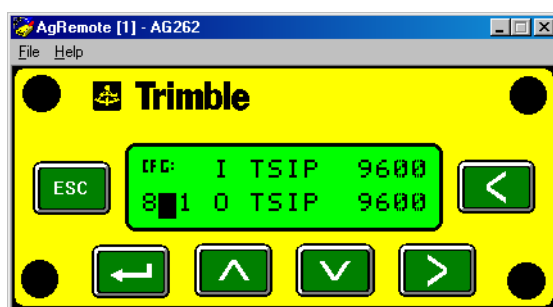 AgRemote [1] - AG262
File Help
Trimble
ESC
CFG: I TSIP 9600
8 1 O TSIP 9600